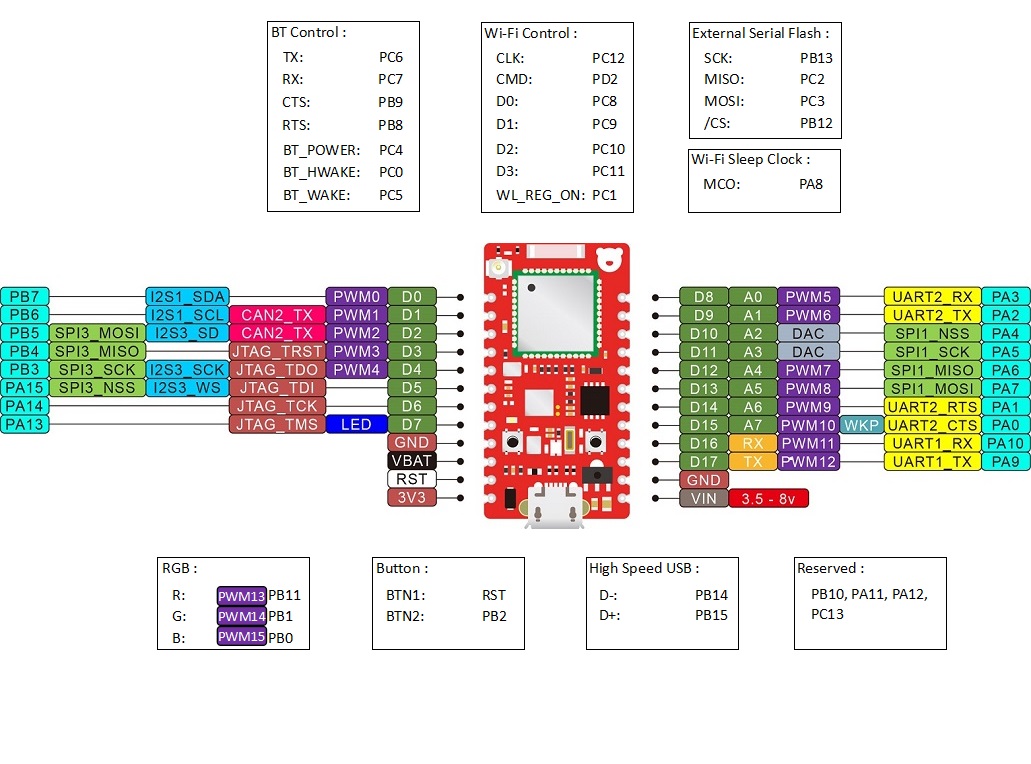 BT Control :
TX: PC6
RX: PC7
CTS: PB9
RTS: PB8
BT_POWER: PC4
BT_HWAKE: PC0
BT_WAKE: PC5
Wi-Fi Control :
CLK: PC12
CMD: PD2
D0: PC8
D1: PC9
D2: PC10
D3: PC11
WL_REG_ON: PC1
External Serial Flash :
SCK: PB13
MISO: PC2
MOSI: PC3
/CS: PB12
Wi-Fi Sleep Clock :
MCO: PA8
PB7 I2S1_SDA PWM0 D0
PB6 I2S1_SCL CAN2_TX PWM1 D1
PB5 SPI3_MOSI I2S3_SD CAN2_TX PWM2 D2
PB4 SPI3_MISO JTAG_TRST PWM3 D3
PB3 SPI3_SCK I2S3_SCK JTAG_TDO PWM4 D4
PA15 SPI3_NSS I2S3_WS JTAG_TDI D5
PA14 JTAG_TCK D6
PA13 JTAG_TMS LED D7
GND
VBAT
RST
3V3
D8 A0 PWM5 UART2_RX PA3
D9 A1 PWM6 UART2_TX PA2
D10 A2 DAC SPI1_NSS PA4
D11 A3 DAC SPI1_SCK PA5
D12 A4 PWM7 SPI1_MISO PA6
D13 A5 PWM8 SPI1_MOSI PA7
D14 A6 PWM9 UART2_RTS PA1
D15 A7 PWM10 WKP UART2_CTS PA0
D16 RX PWM11 UART1_RX PA10
D17 TX PWM12 UART1_TX PA9
GND
VIN 3.5 - 8v
RGB :
R: PWM13 PB11
G: PWM14 PB1
B: PWM15 PB0
Button :
BTN1: RST
BTN2: PB2
High Speed USB :
D-: PB14
D+: PB15
Reserved :
PB10, PA11, PA12,
PC13